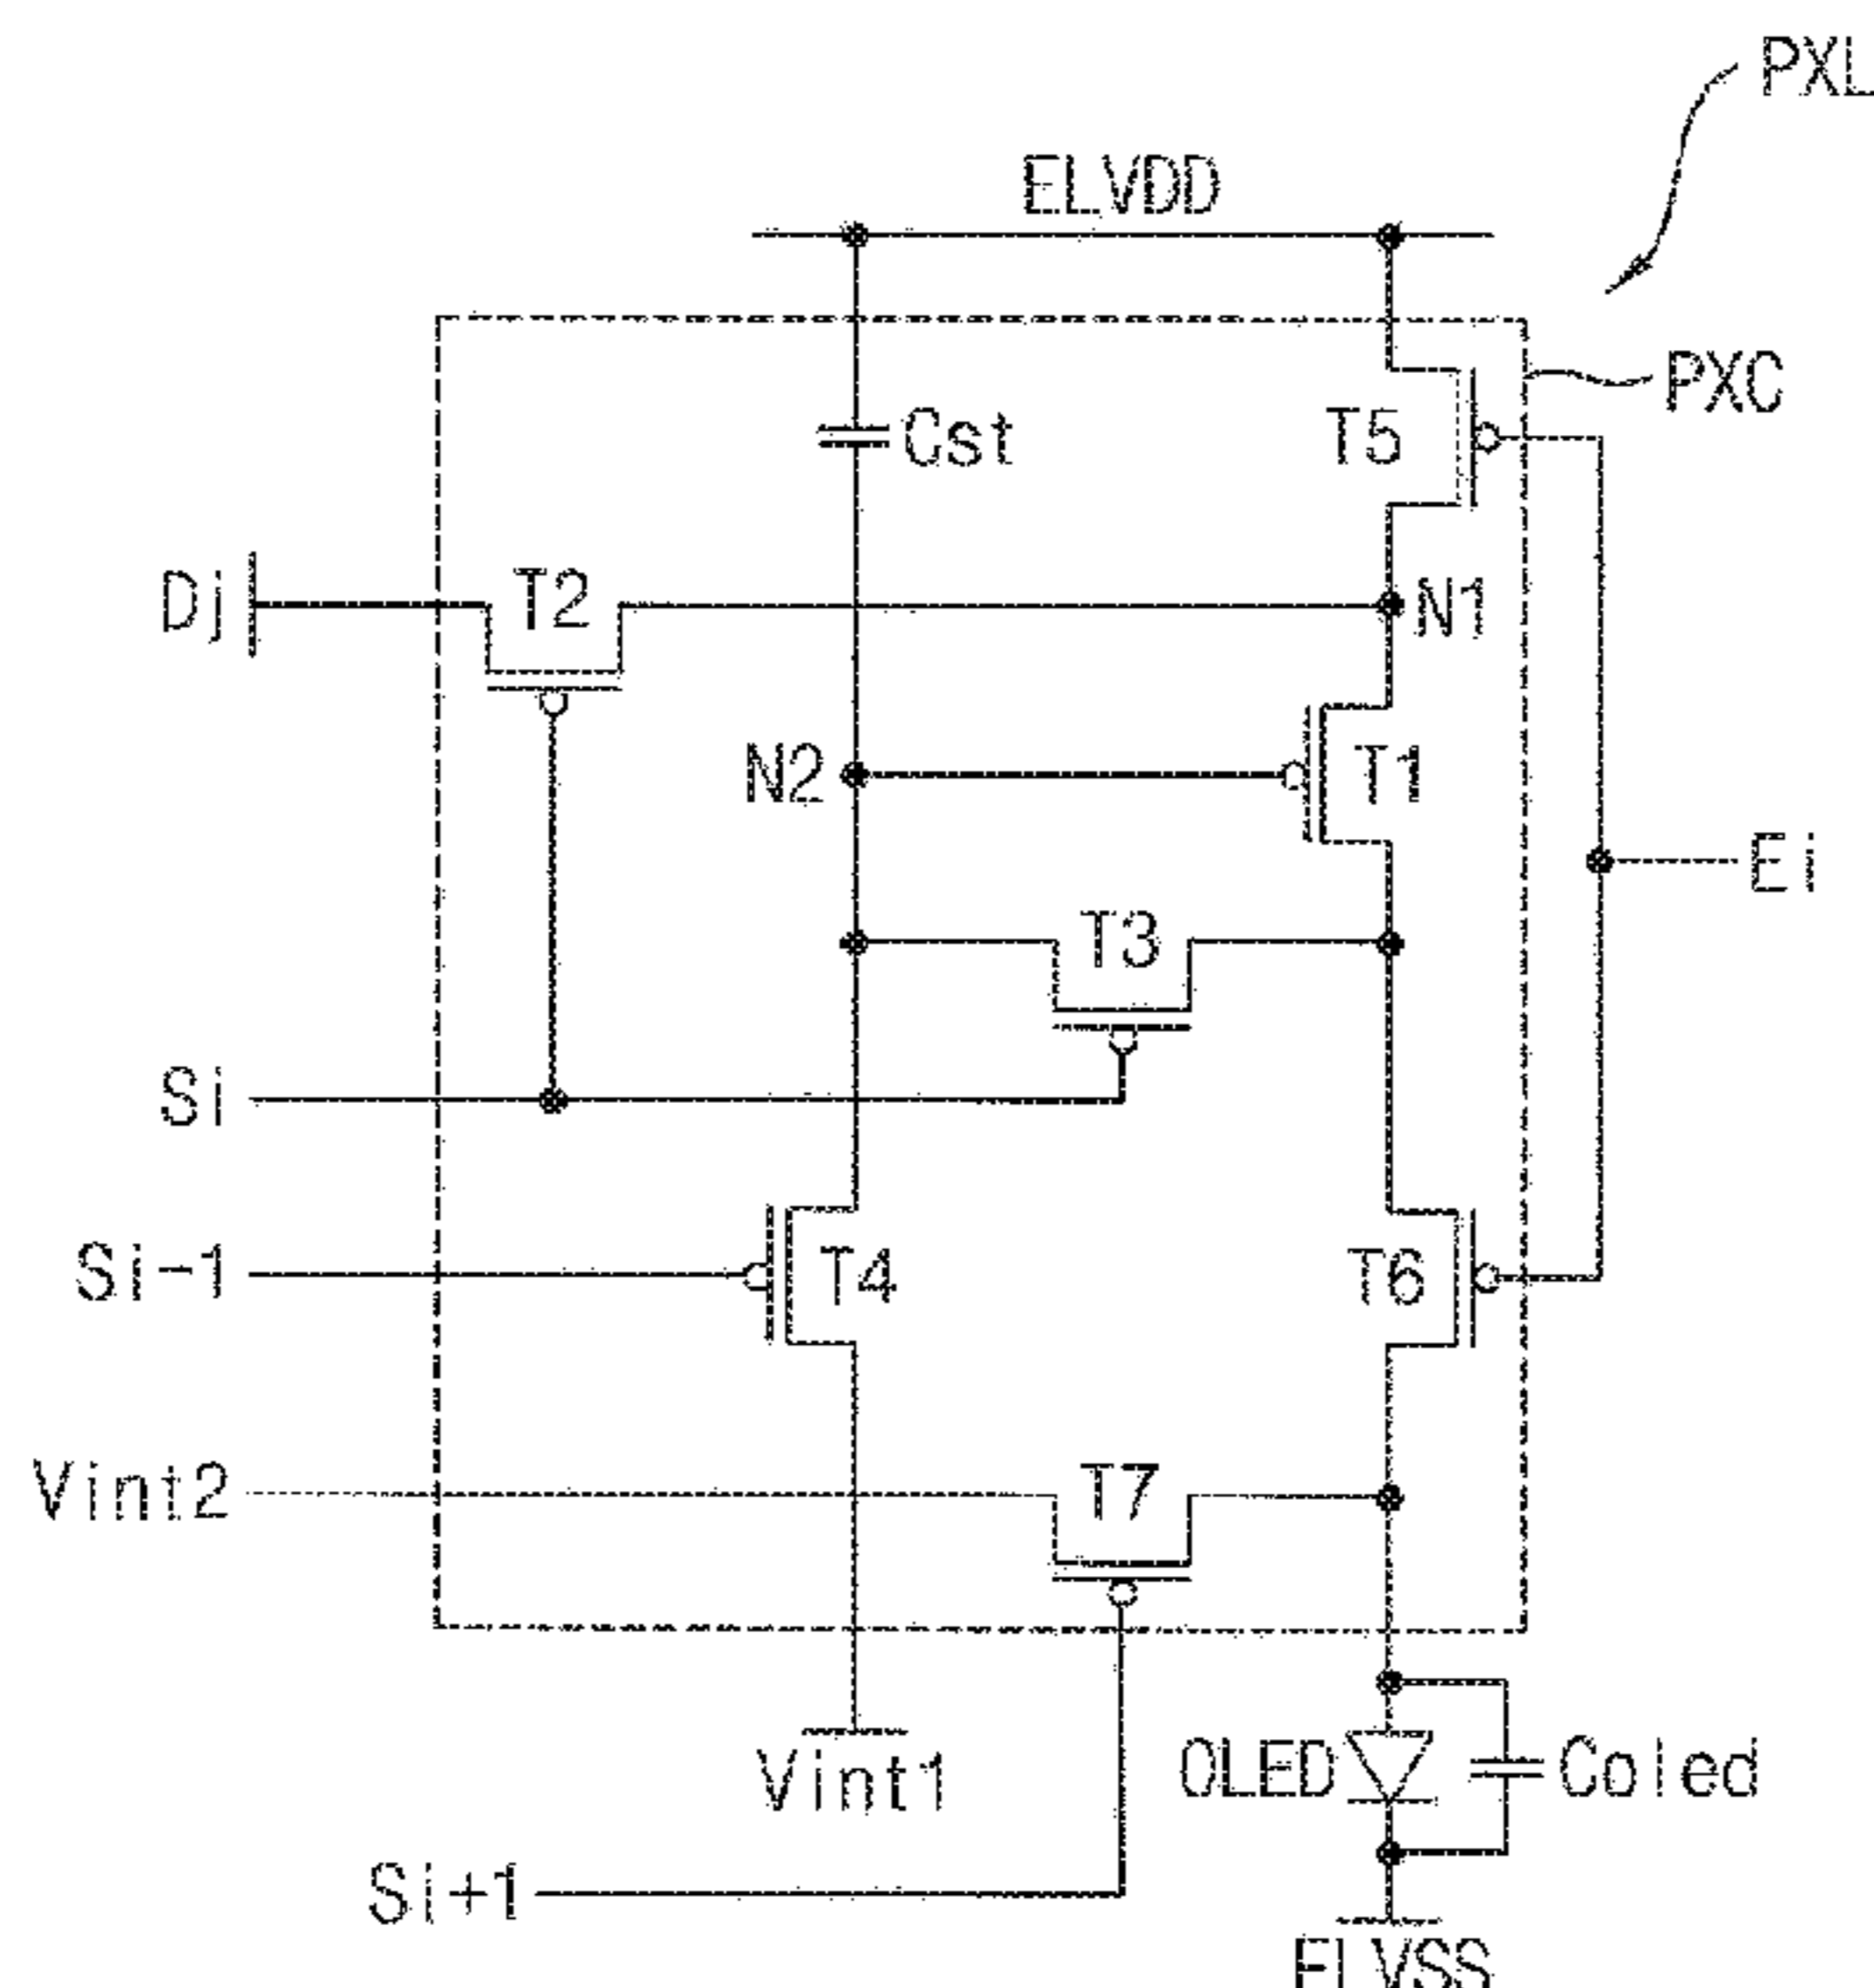 PXL
ELVDD
PXC
Cst
T5
Dj
T2
N1
N2
T1
Ei
T3
Si
Si-1
T4
T6
Vint2
T7
Vint1
OLED
Coled
Si+1
ELVSS